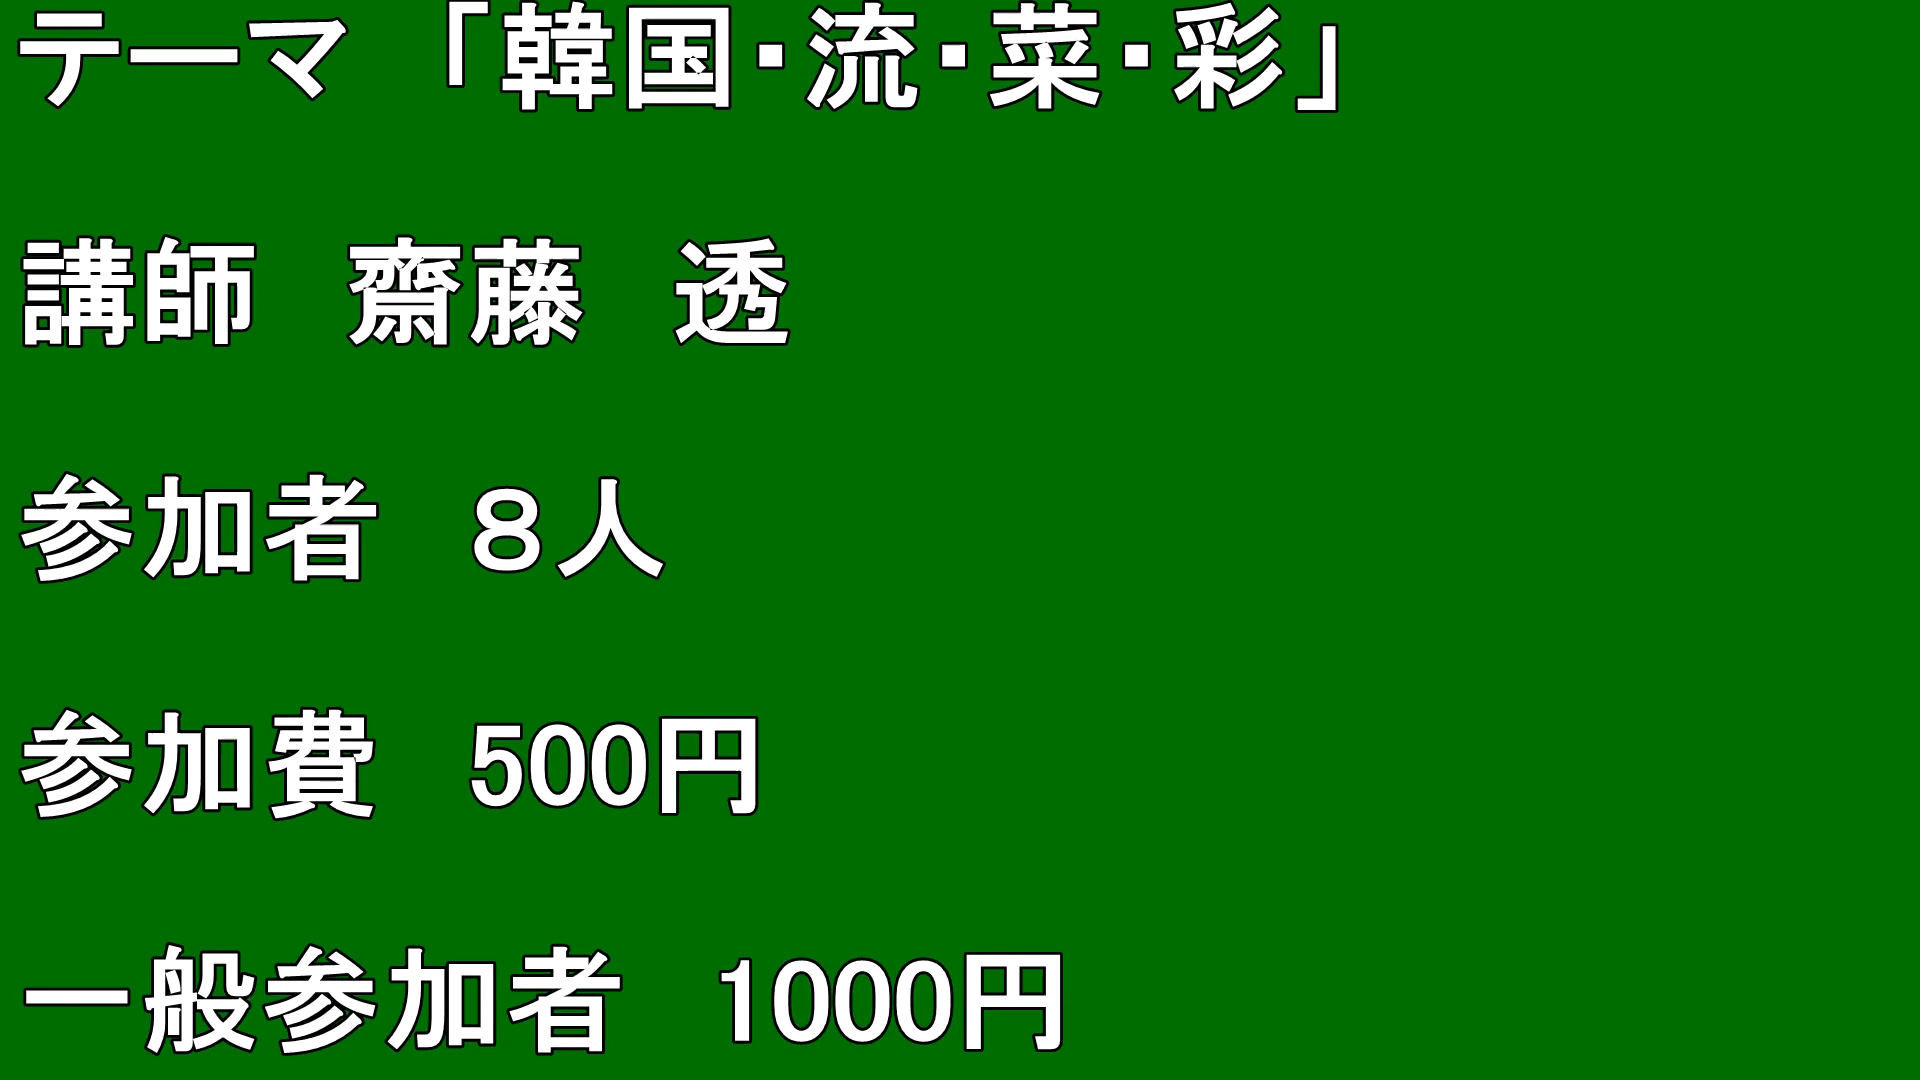 テーマ　「韓国・流・菜・彩」
講師　齋藤　透
参加者　８人
参加費　500円
一般参加者　1000円